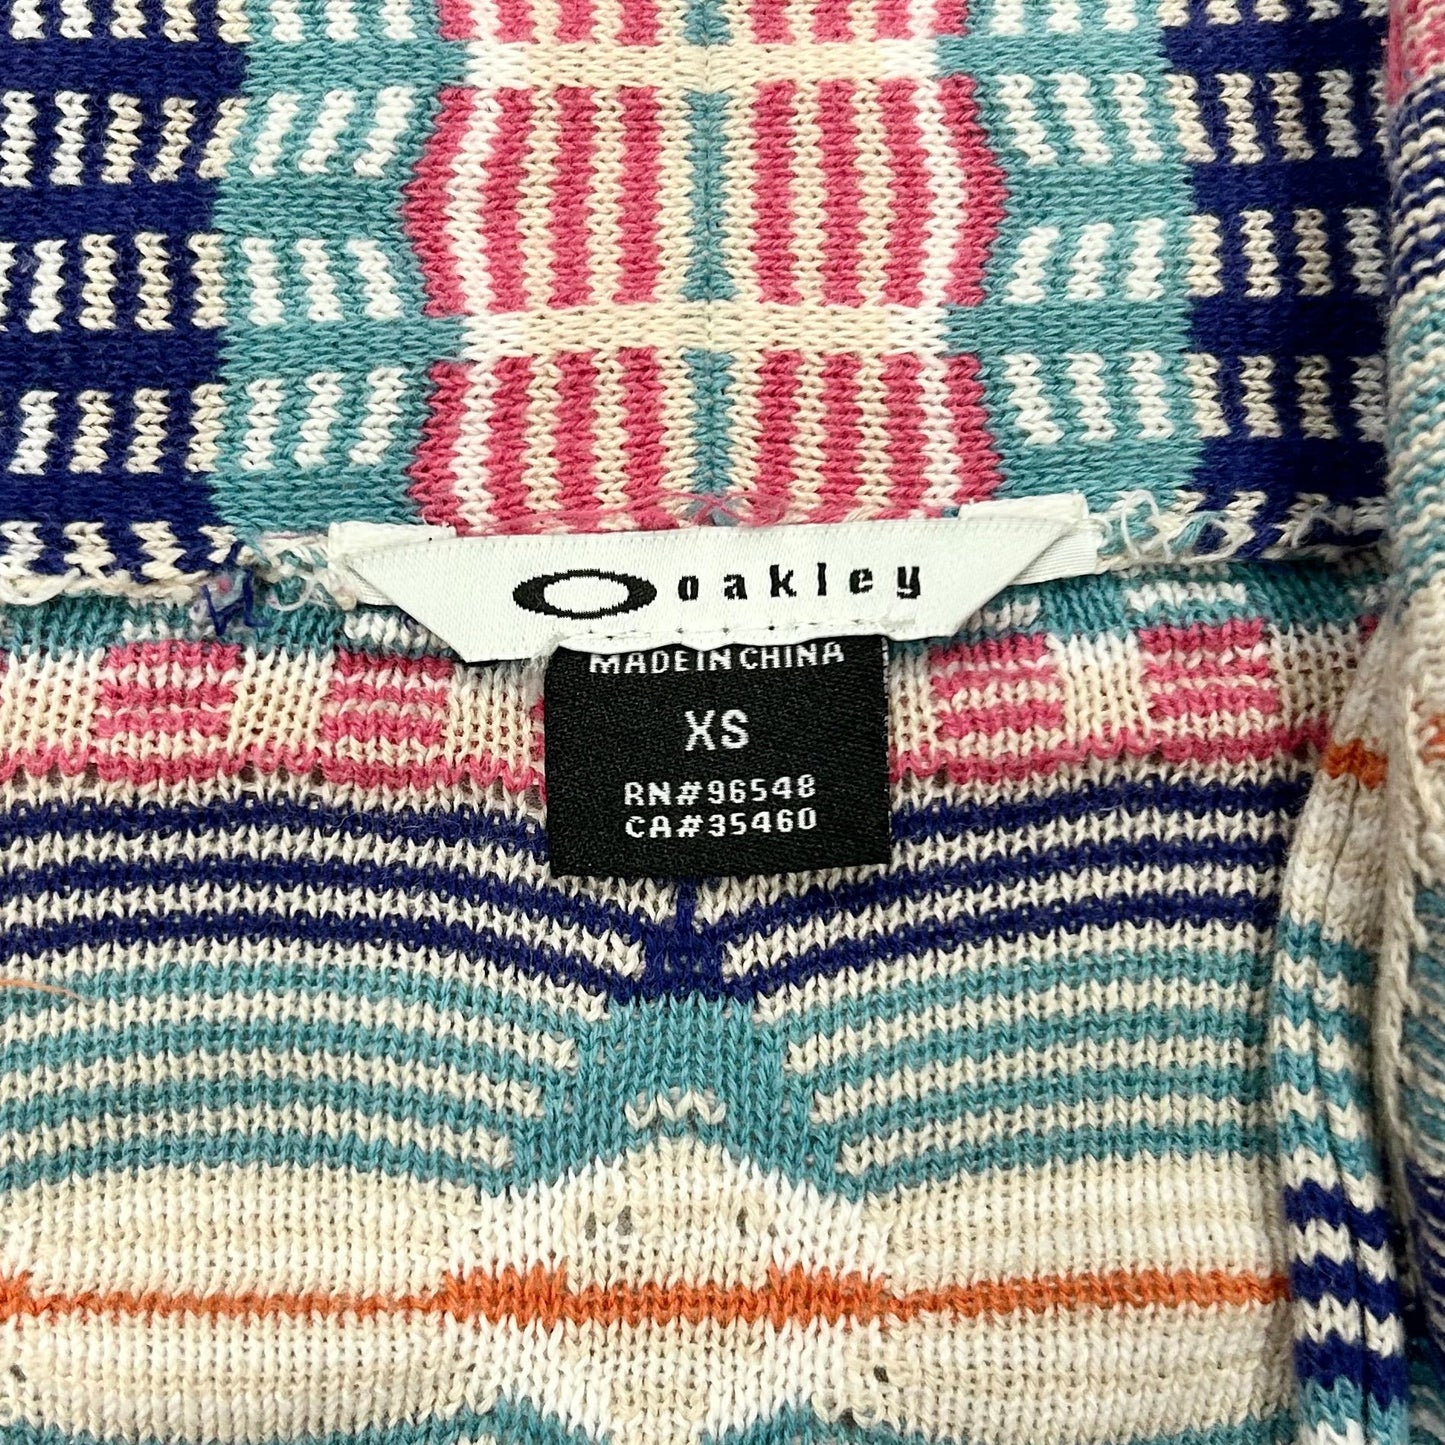 oakley
MADE IN CHINA
XS
RN#96548
CA#35460